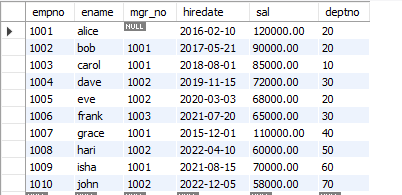 empno ename mgr_no hiredate sal deptno
1001 alice NULL 2016-02-10 120000.00 20
1002 bob 1001 2017-05-21 90000.00 20
1003 carol 1001 2018-08-01 85000.00 10
1004 dave 1002 2019-11-15 72000.00 30
1005 eve 1002 2020-03-03 68000.00 20
1006 frank 1003 2021-07-20 65000.00 30
1007 grace 1001 2015-12-01 110000.00 40
1008 hari 1002 2022-04-10 60000.00 50
1009 isha 1001 2021-08-15 70000.00 60
1010 john 1002 2022-12-05 58000.00 70